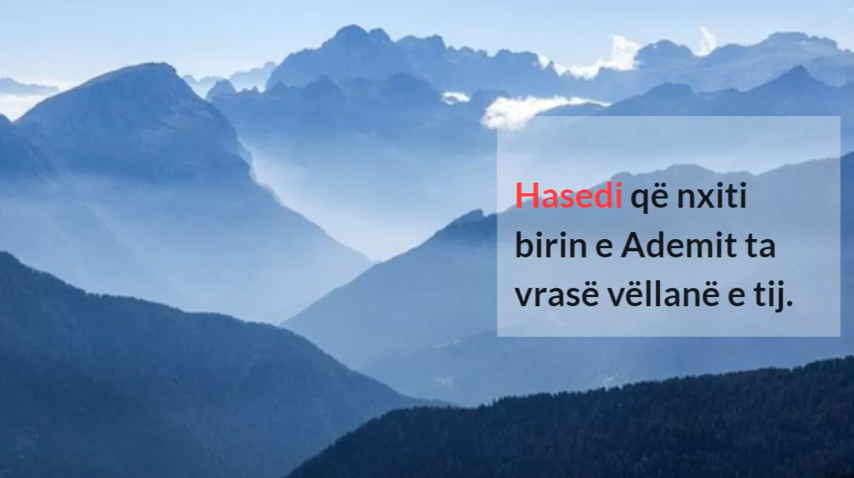 Hasedi që nxiti
birin e Ademit ta
vrasë vëllanë e tij.